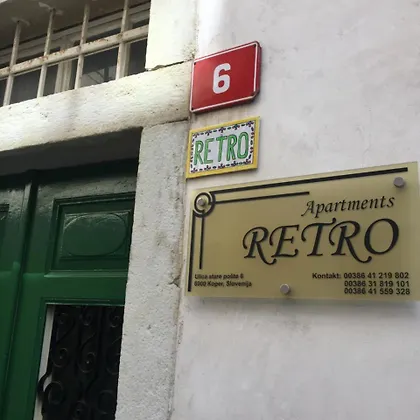 6
RETRO
Apartments
RETRO
Ulica stare pošte 6
6000 Koper, Slovenija
Kontakt: 00386 41 219 802
00386 31 819 101
00386 41 559 328